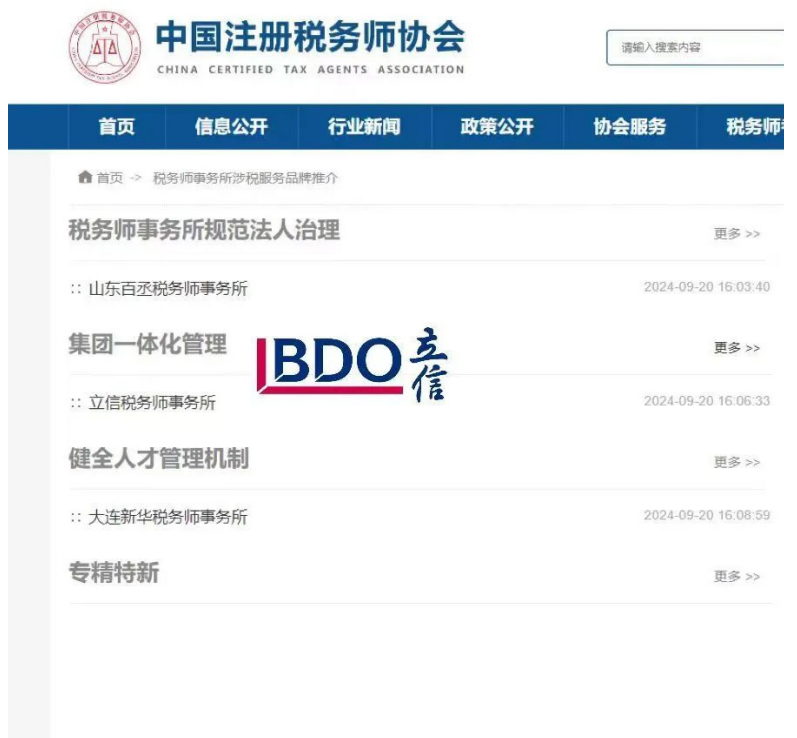 中国注册税务师协会
CHINA CERTIFIED TAX AGENTS ASSOCIATION
请输入搜索内容
首页 信息公开 行业新闻 政策公开 协会服务 税务师
首页 -> 税务师事务所涉税服务品牌推介
税务师事务所规范法人治理 更多 >>
:: 山东百丞税务师事务所 2024-09-20 16:03:40
集团一体化管理 更多 >>
BDO 立信
:: 立信税务师事务所 2024-09-20 16:06:33
健全人才管理机制 更多 >>
:: 大连新华税务师事务所 2024-09-20 16:08:59
专精特新 更多 >>